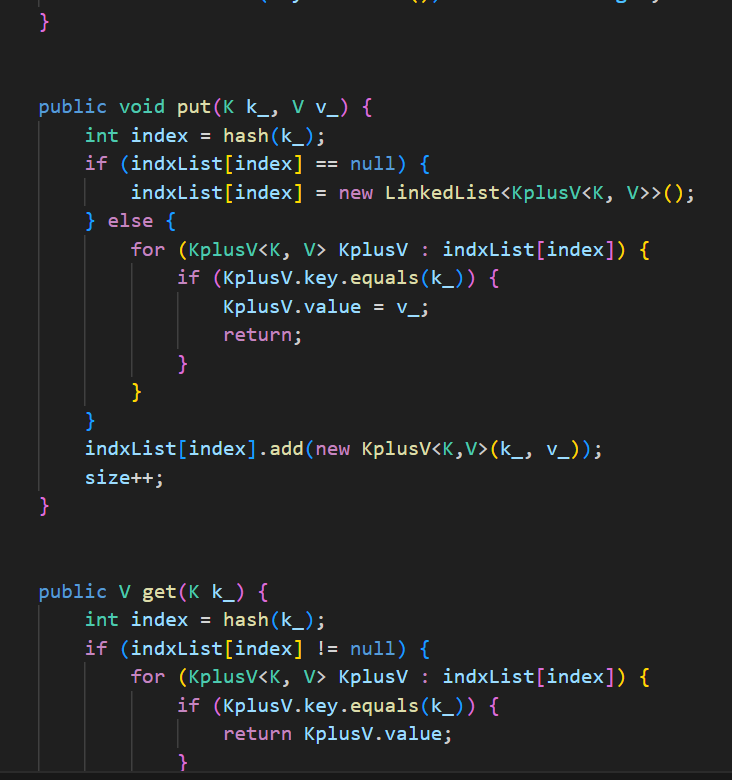 }
public void put(K k_, V v_) {
    int index = hash(k_);
    if (indxList[index] == null) {
        indxList[index] = new LinkedList<KplusV<K, V>>();
    } else {
        for (KplusV<K, V> KplusV : indxList[index]) {
            if (KplusV.key.equals(k_)) {
                KplusV.value = v_;
                return;
            }
        }
    }
    indxList[index].add(new KplusV<K,V>(k_, v_));
    size++;
}
public V get(K k_) {
    int index = hash(k_);
    if (indxList[index] != null) {
        for (KplusV<K, V> KplusV : indxList[index]) {
            if (KplusV.key.equals(k_)) {
                return KplusV.value;
            }